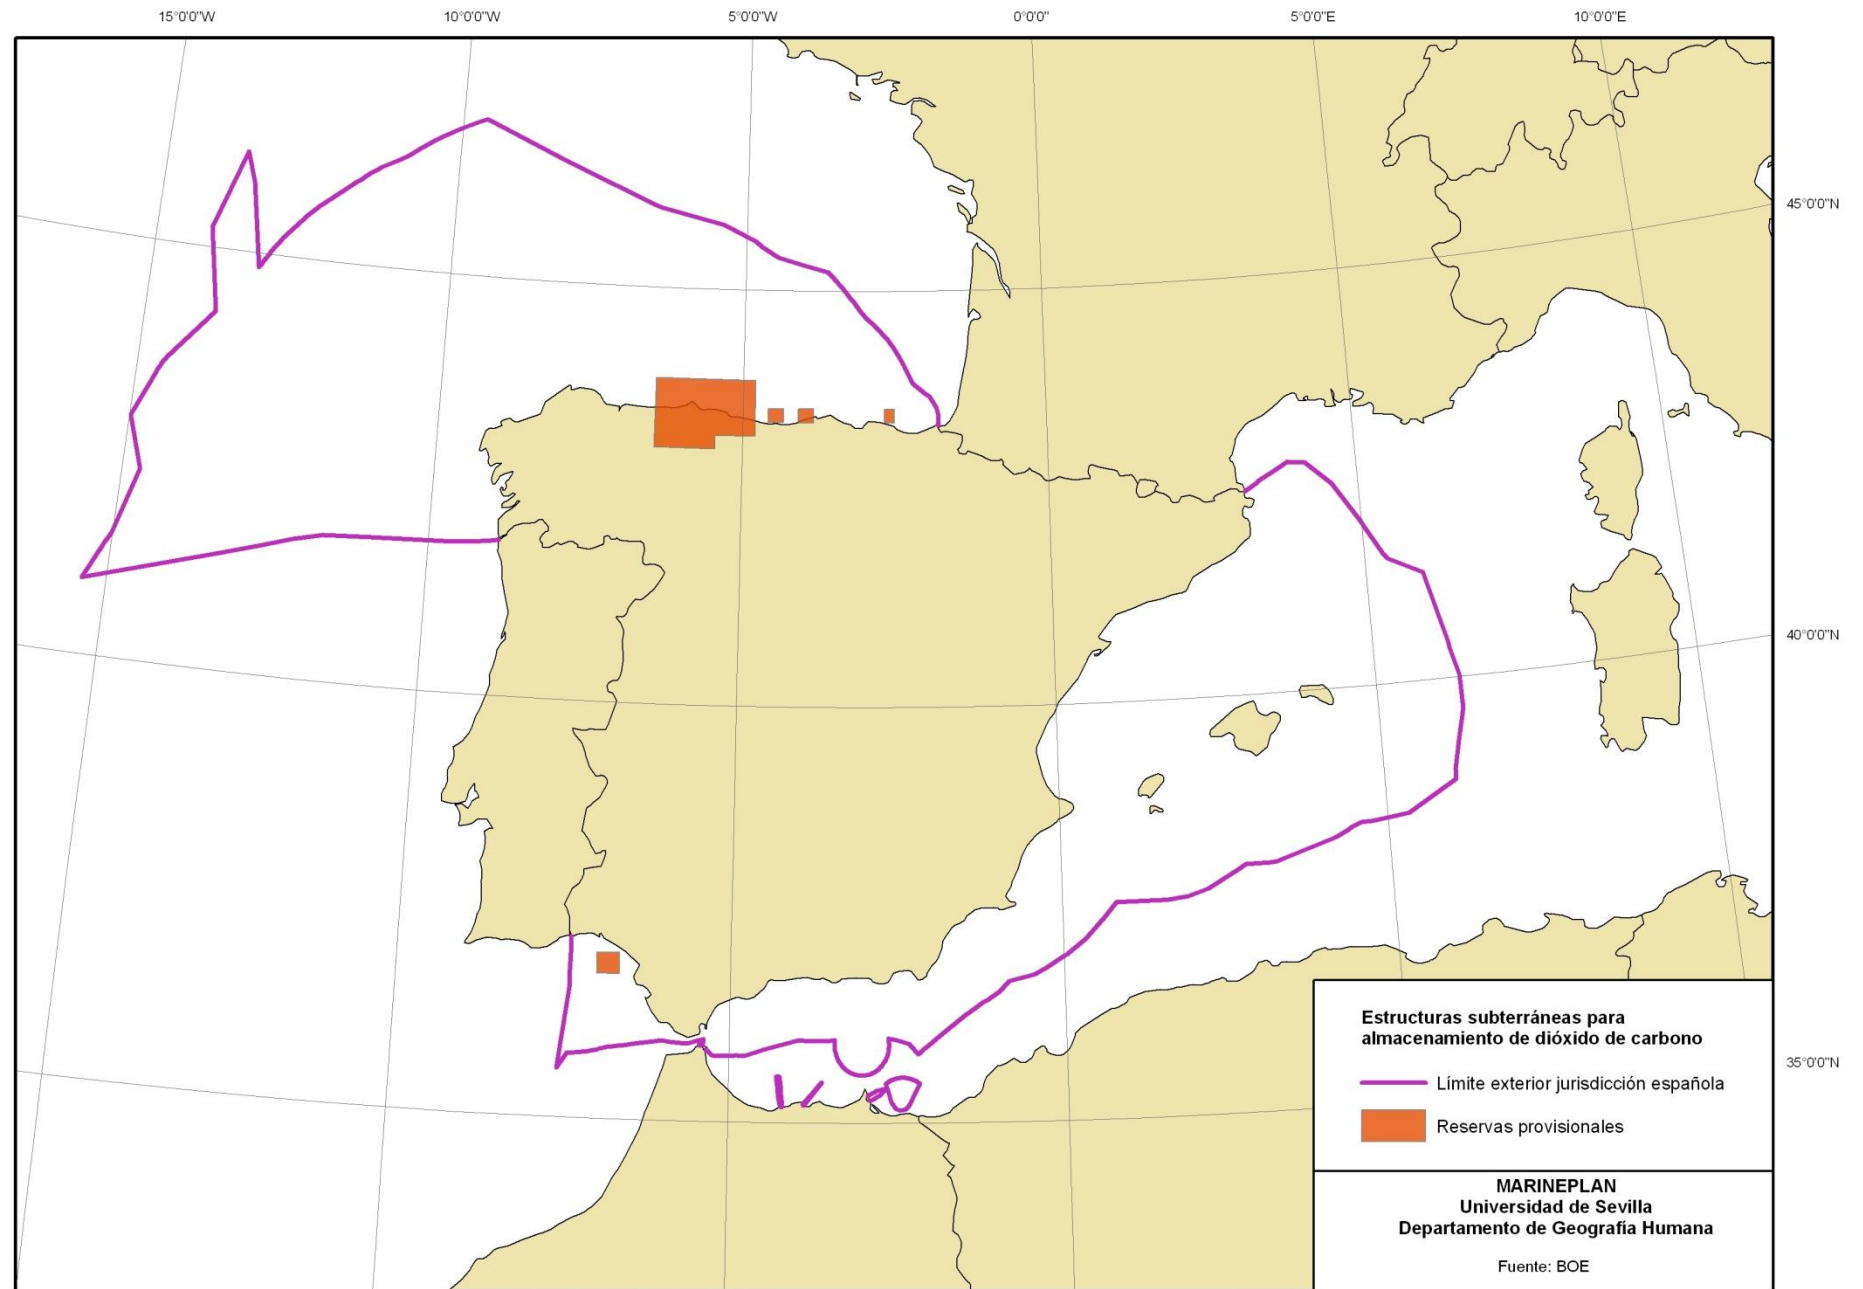 15°0'0"W
10°0'0"W
5°0'0"W
0°0'0"
5°0'0"E
10°0'0"E
45°0'0"N
40°0'0"N
35°0'0"N
Estructuras subterráneas para
almacenamiento de dióxido de carbono
Límite exterior jurisdicción española
Reservas provisionales
MARINEPLAN
Universidad de Sevilla
Departamento de Geografía Humana
Fuente: BOE